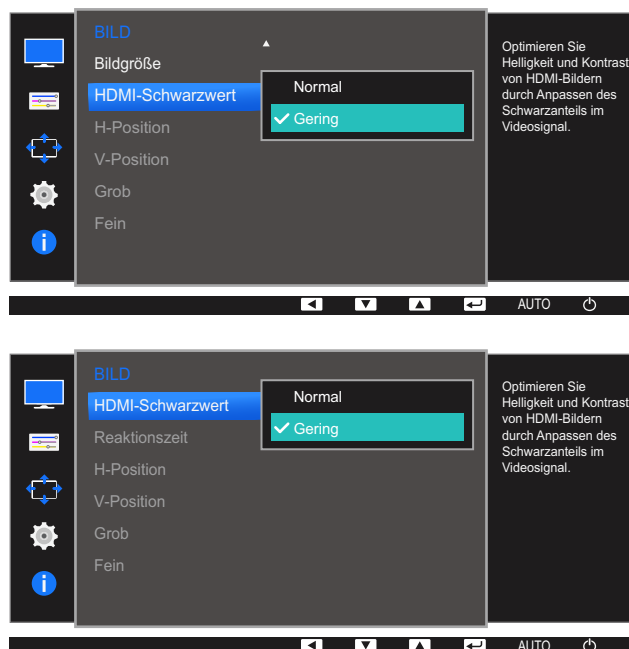 BILD
Bildgröße
HDMI-Schwarzwert
Normal
Gering
H-Position
V-Position
Grob
Fein
Optimieren Sie
Helligkeit und Kontrast
von HDMI-Bildern
durch Anpassen des
Schwarzanteils im
Videosignal.
AUTO
BILD
HDMI-Schwarzwert
Normal
Gering
Reaktionszeit
H-Position
V-Position
Grob
Fein
Optimieren Sie
Helligkeit und Kontrast
von HDMI-Bildern
durch Anpassen des
Schwarzanteils im
Videosignal.
AUTO